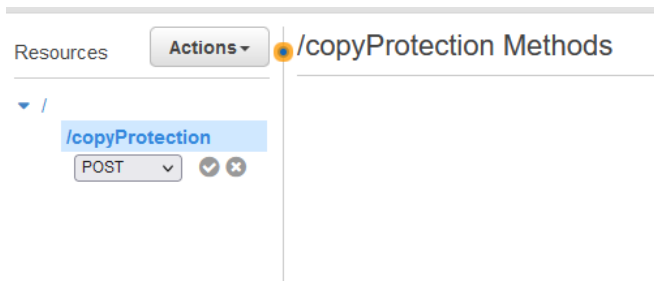 Resources
Actions
/copyProtection Methods
/
/copyProtection
POST